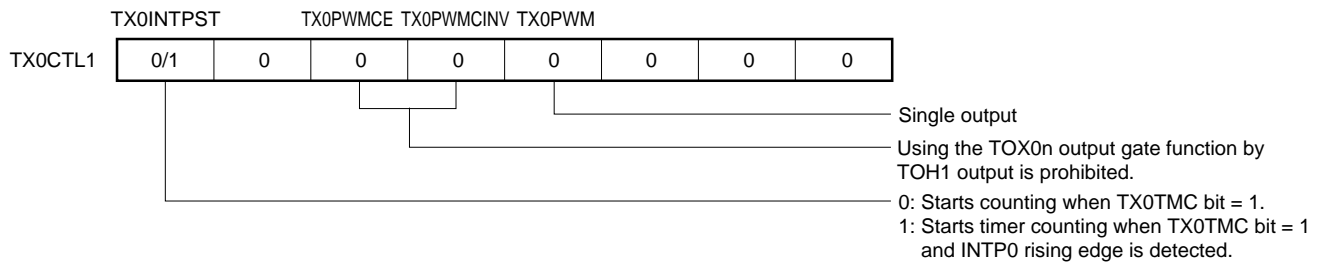 TX0INTPST TX0PWMCE TX0PWMCINV TX0PWM
TX0CTL1 0/1 0 0 0 0 0 0 0
Single output
Using the TOX0n output gate function by
TOH1 output is prohibited.
0: Starts counting when TX0TMC bit = 1.
1: Starts timer counting when TX0TMC bit = 1
and INTP0 rising edge is detected.